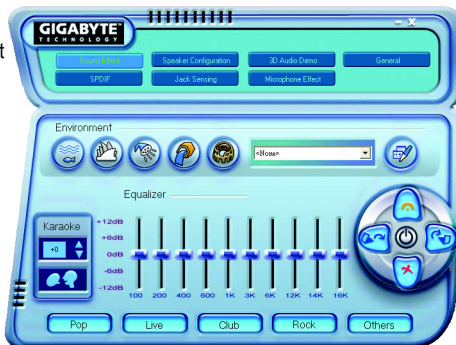 t
GIGABYTE™
TECHNOLOGY
Sound Effect Speaker Configuration 3D Audio Demo General
SPDIF Jack Sensing Microphone Effect
Environment
<None>
Equalizer
Karaoke
+0
+12dB
+6dB
0dB
-6dB
-12dB
100 200 400 600 1K 3K 6K 12K 14K 16K
Pop Live Club Rock Others